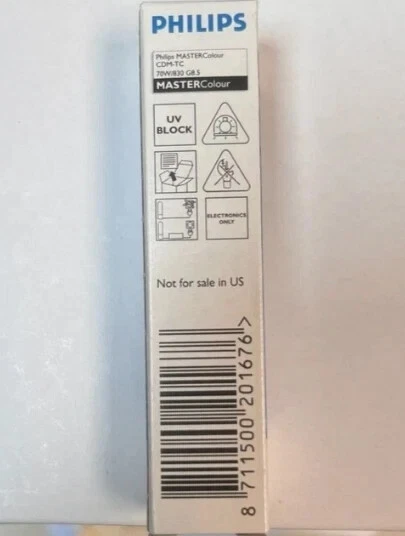 PHILIPS
Philips MASTERColour
CDM-TC
70W/830 G8.5
MASTERColour
UV
BLOCK
ELECTRONICS
ONLY
Not for sale in US
8 711500 201676 >